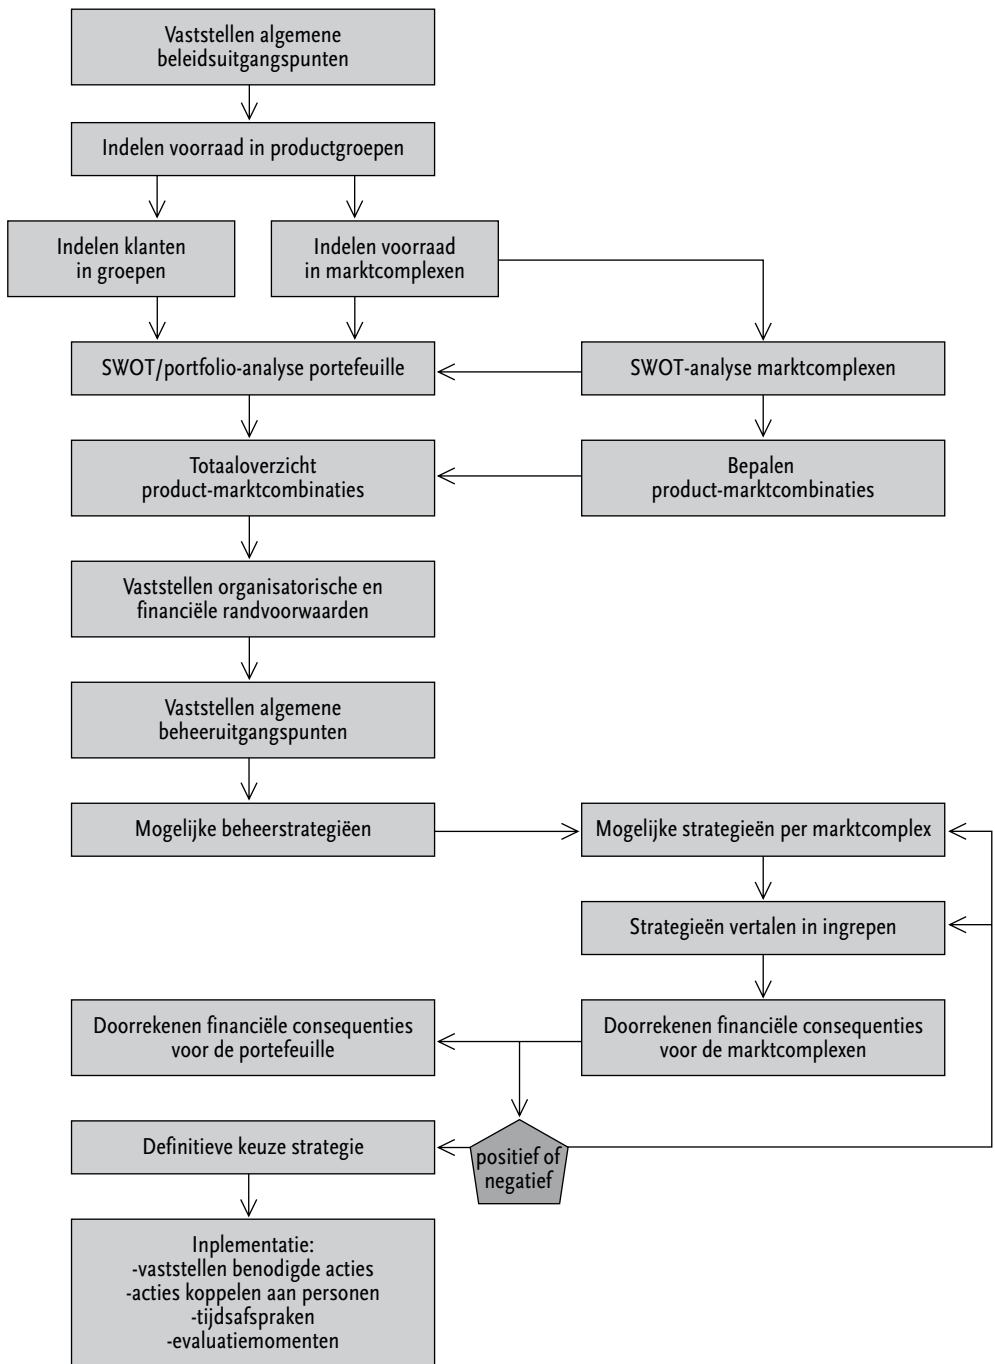 Vaststellen algemene
beleidsuitgangspunten
Indelen voorraad in productgroepen
Indelen klanten
in groepen
Indelen voorraad
in marktcomplexen
SWOT/portfolio-analyse portefeuille
SWOT-analyse marktcomplexen
Totaaloverzicht
product-marktcombinaties
Bepalen
product-marktcombinaties
Vaststellen organisatorische en
financiële randvoorwaarden
Vaststellen algemene
beheeruitgangspunten
Mogelijke beheerstrategiëen
Mogelijke strategieën per marktcomplex
Strategieën vertalen in ingrepen
Doorrekenen financiële consequenties
voor de portefeuille
Doorrekenen financiële consequenties
voor de marktcomplexen
Definitieve keuze strategie
positief of
negatief
Inplementatie:
-vaststellen benodigde acties
-acties koppelen aan personen
-tijdsafspraken
-evaluatiemomenten